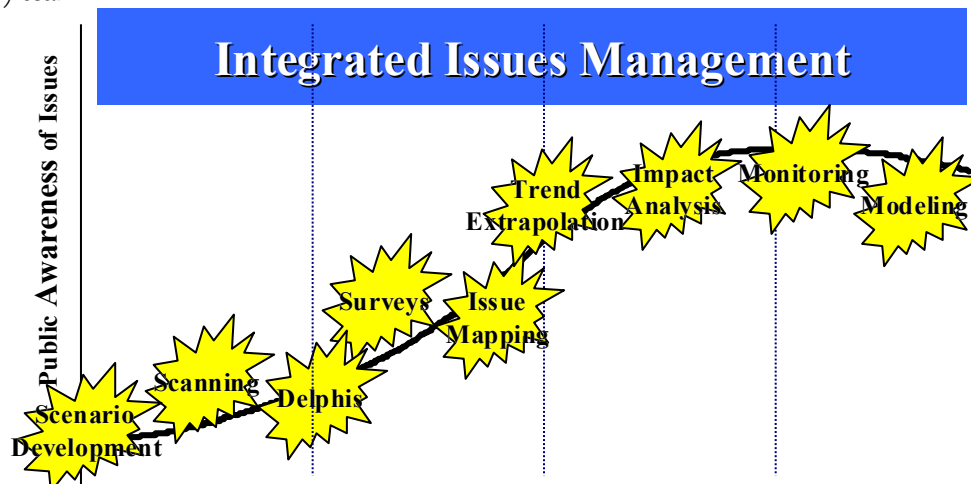 Integrated Issues Management
Public Awareness of Issues
Trend
Extrapolation
Impact
Analysis
Monitoring
Modeling
Surveys
Issue
Mapping
Scanning
Delphis
Scenario
Development